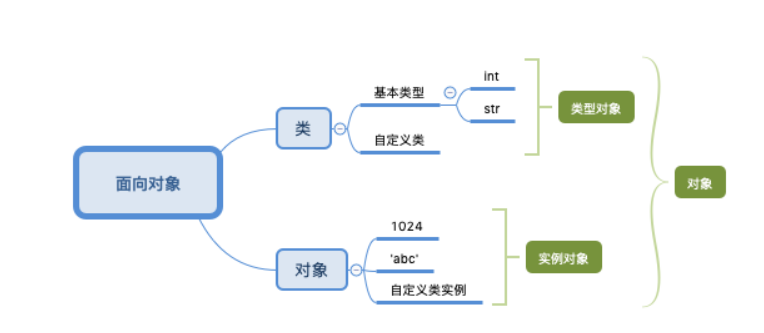 面向对象
类
基本类型
int
str
自定义类
类型对象
对象
1024
'abc'
自定义类实例
实例对象
对象